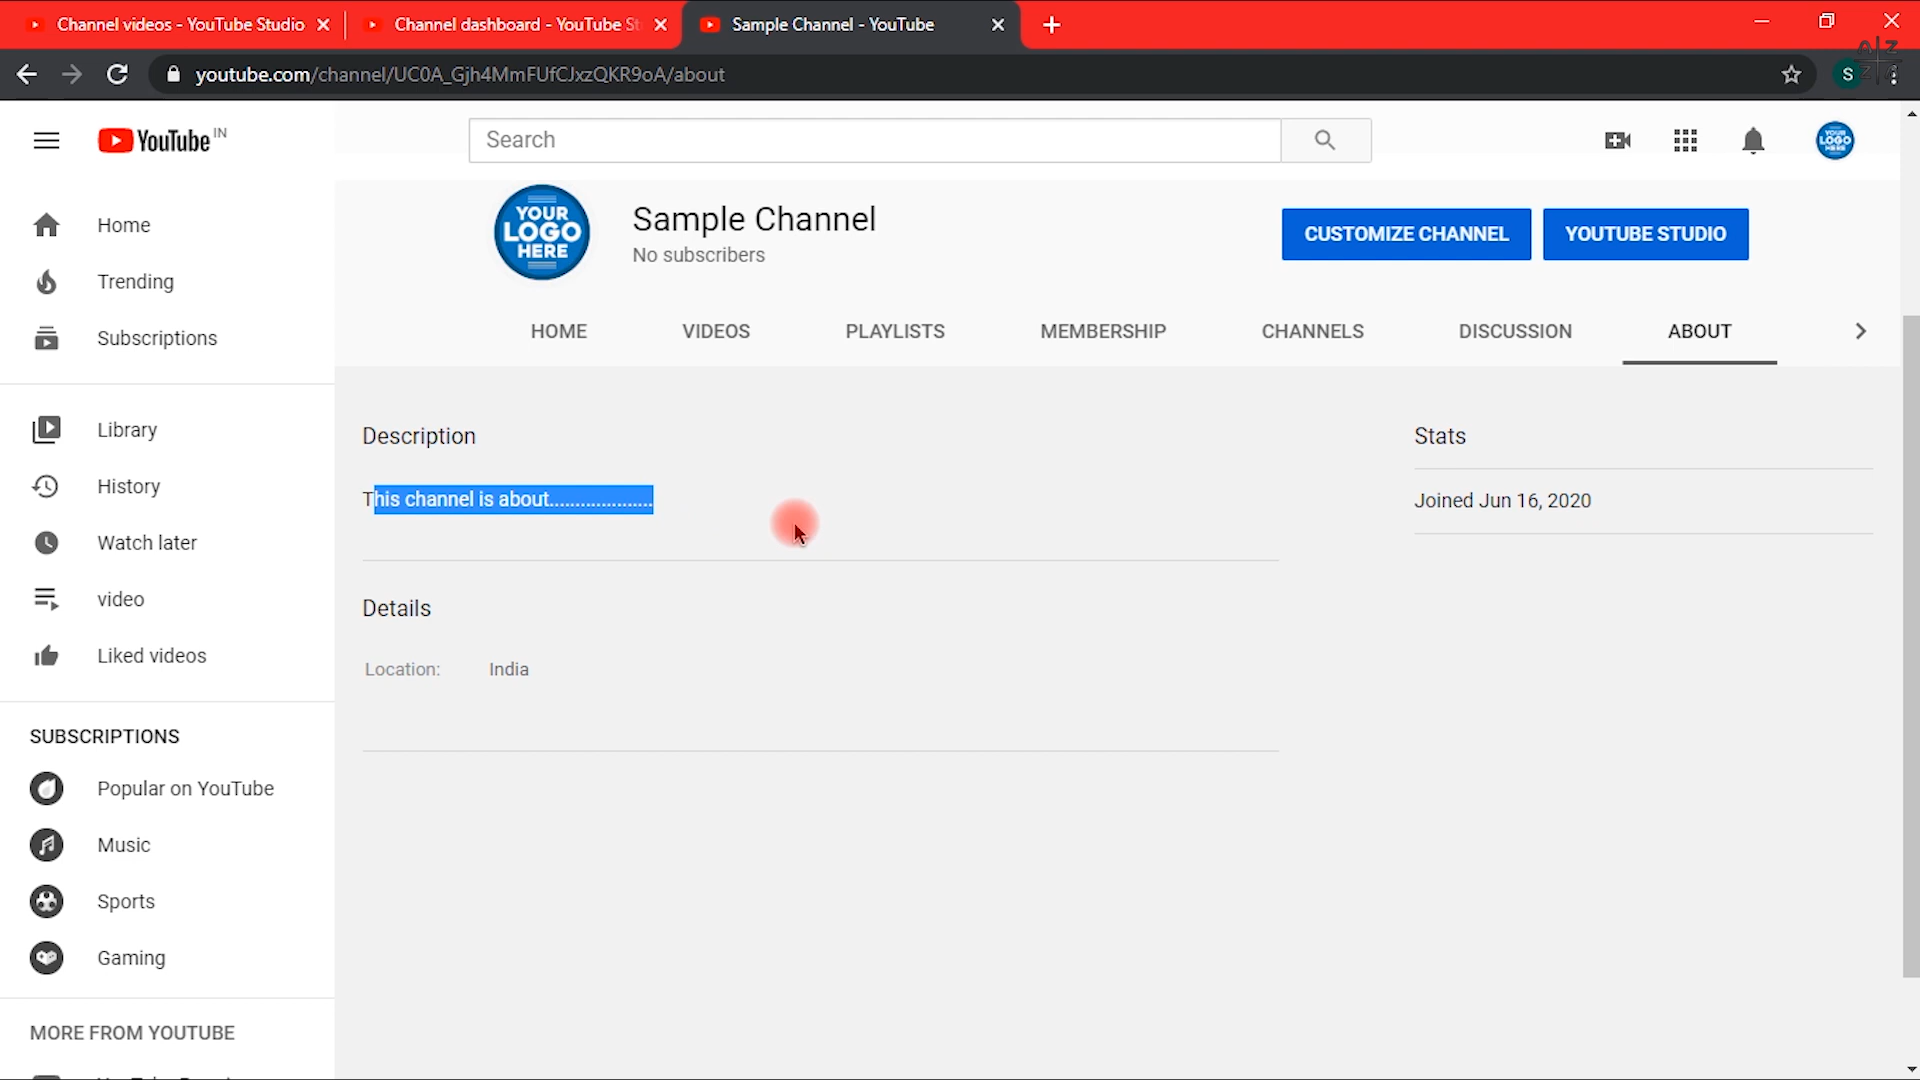 Channel videos - YouTube Studio
Channel dashboard - YouTube St
Sample Channel - YouTube
youtube.com/channel/UC0A_Gjh4MmFUfCJxzQKR9oA/about
S
YouTube IN
Search
YOUR LOGO HERE
Home
Trending
Subscriptions
Library
History
Watch later
video
Liked videos
SUBSCRIPTIONS
Popular on YouTube
Music
Sports
Gaming
MORE FROM YOUTUBE
YOUR
LOGO
HERE
Sample Channel
No subscribers
CUSTOMIZE CHANNEL
YOUTUBE STUDIO
HOME
VIDEOS
PLAYLISTS
MEMBERSHIP
CHANNELS
DISCUSSION
ABOUT
Description
This channel is about.....................
Stats
Joined Jun 16, 2020
Details
Location: India